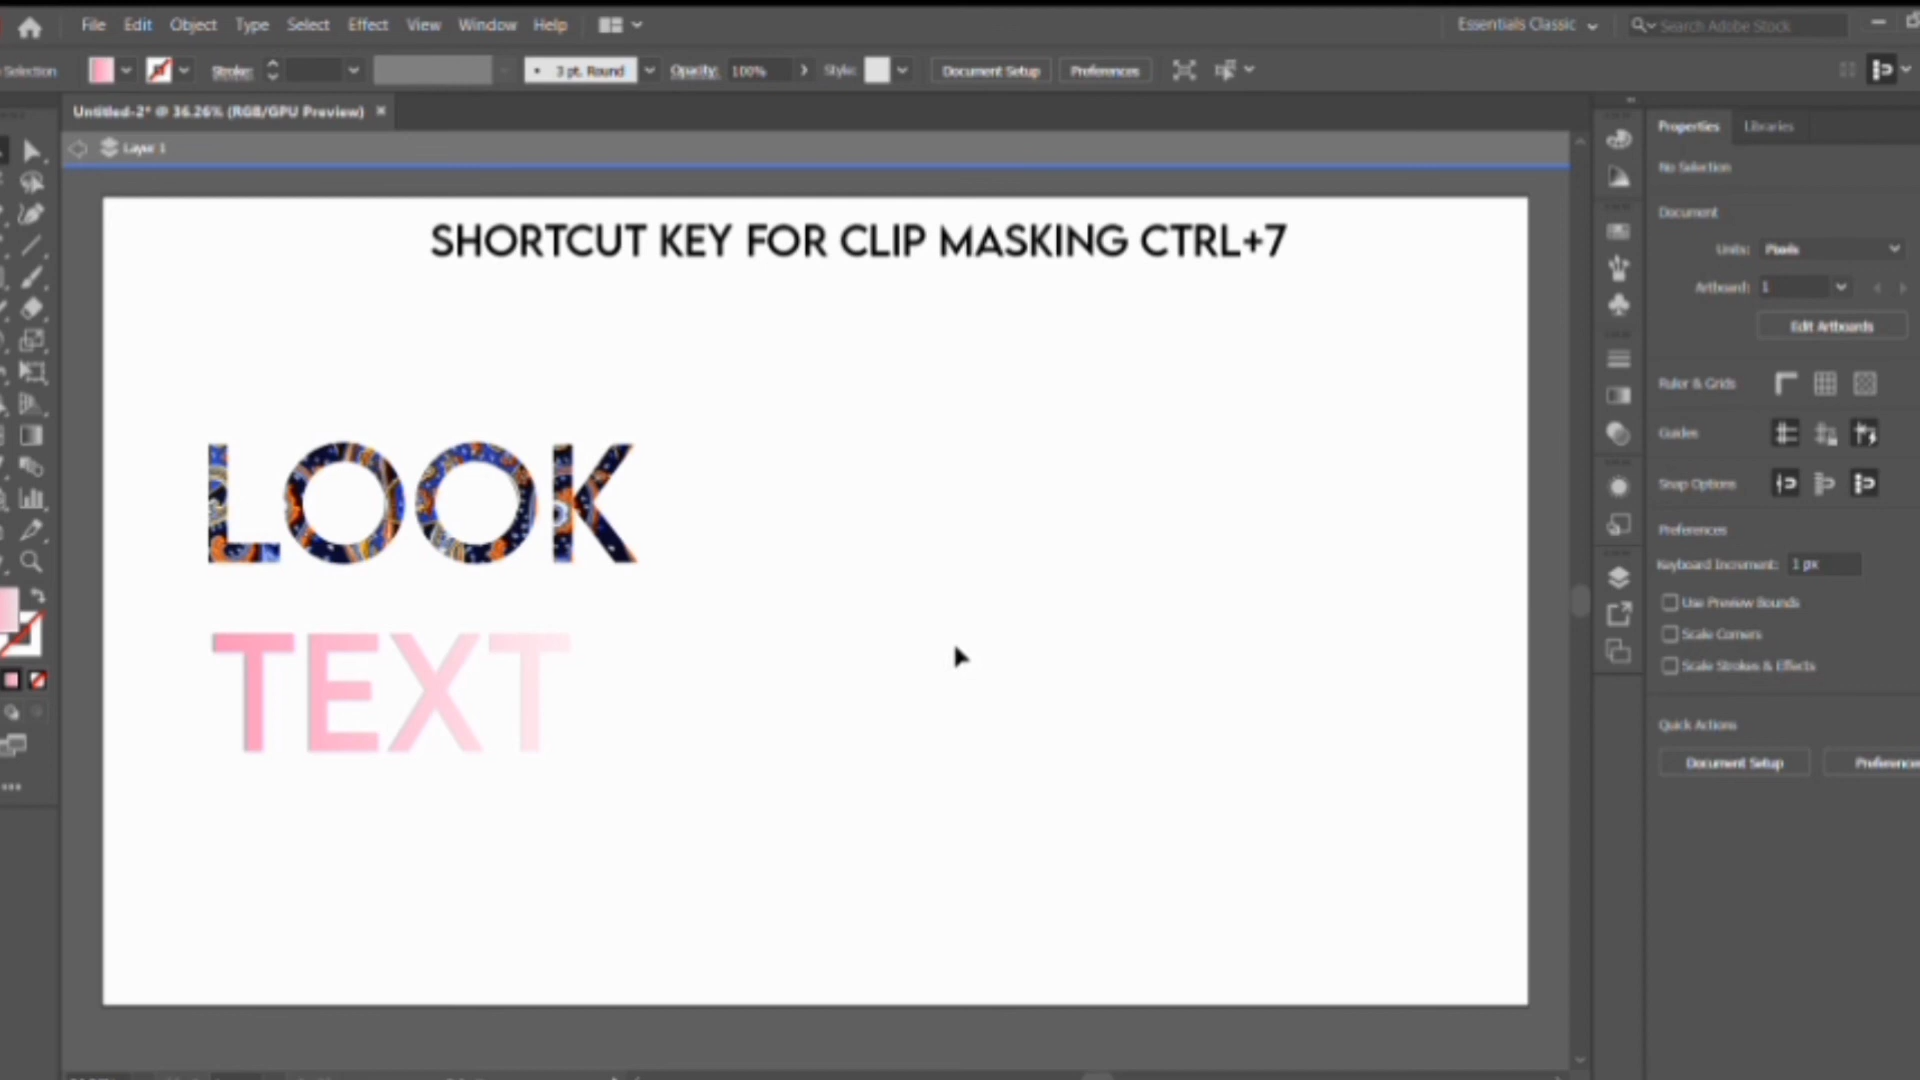 File Edit Object Type Select Effect View Window Help Essentials Classic Search Adobe Stock
Selection Stroke: 3 pt. Round Opacity: 100% Style: Document Setup Preferences
Untitled-2* @ 36.26% (RGB/GPU Preview) ×
Layer 1
Properties Libraries
No Selection
Document
Units: Pixels
Artboard: 1
Edit Artboards
Ruler & Grids
Guides
Snap Options
Preferences
Keyboard Increment: 1 px
Use Preview Bounds
Scale Corners
Scale Strokes & Effects
Quick Actions
Document Setup Preferences
SHORTCUT KEY FOR CLIP MASKING CTRL+7
LOOK
TEXT